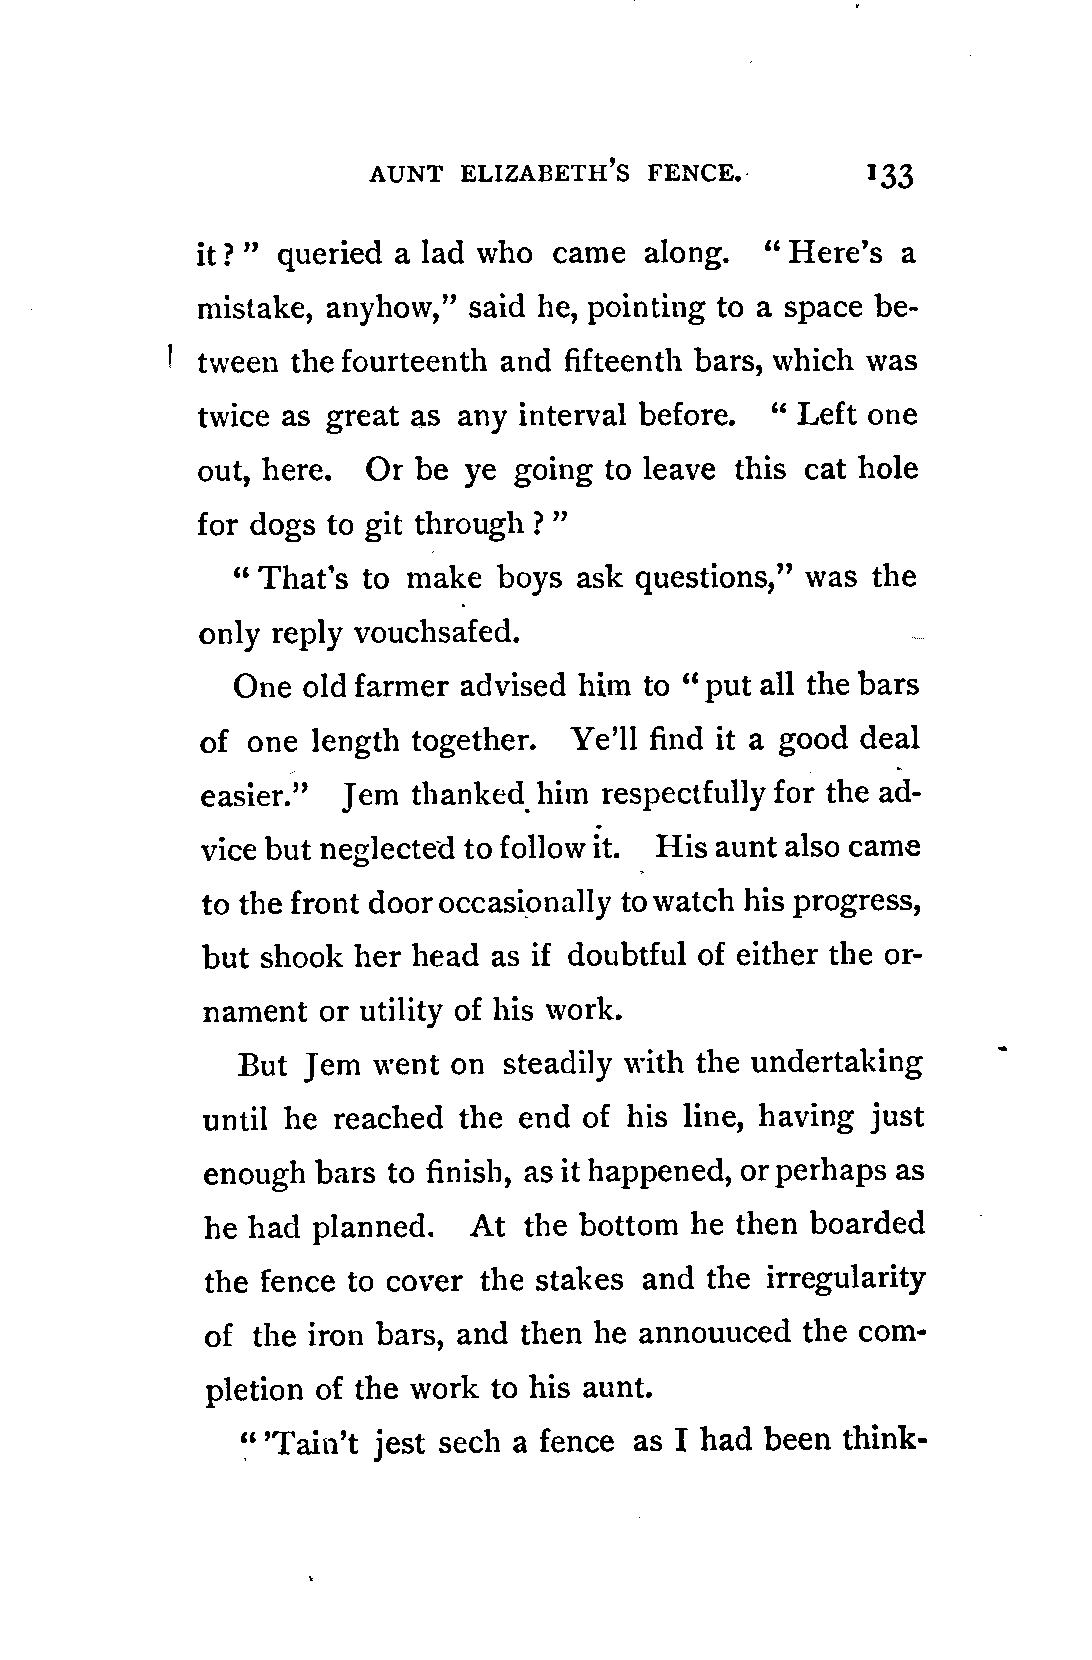 AUNT ELIZABETH'S FENCE. 133
it?" queried a lad who came along. "Here's a
mistake, anyhow," said he, pointing to a space be-
tween the fourteenth and fifteenth bars, which was
twice as great as any interval before. "Left one
out, here. Or be ye going to leave this cat hole
for dogs to git through?"
"That's to make boys ask questions," was the
only reply vouchsafed.
One old farmer advised him to "put all the bars
of one length together. Ye'll find it a good deal
easier." Jem thanked him respectfully for the ad-
vice but neglected to follow it. His aunt also came
to the front door occasionally to watch his progress,
but shook her head as if doubtful of either the or-
nament or utility of his work.
But Jem went on steadily with the undertaking
until he reached the end of his line, having just
enough bars to finish, as it happened, or perhaps as
he had planned. At the bottom he then boarded
the fence to cover the stakes and the irregularity
of the iron bars, and then he annouuced the com-
pletion of the work to his aunt.
"'Tain't jest sech a fence as I had been think-